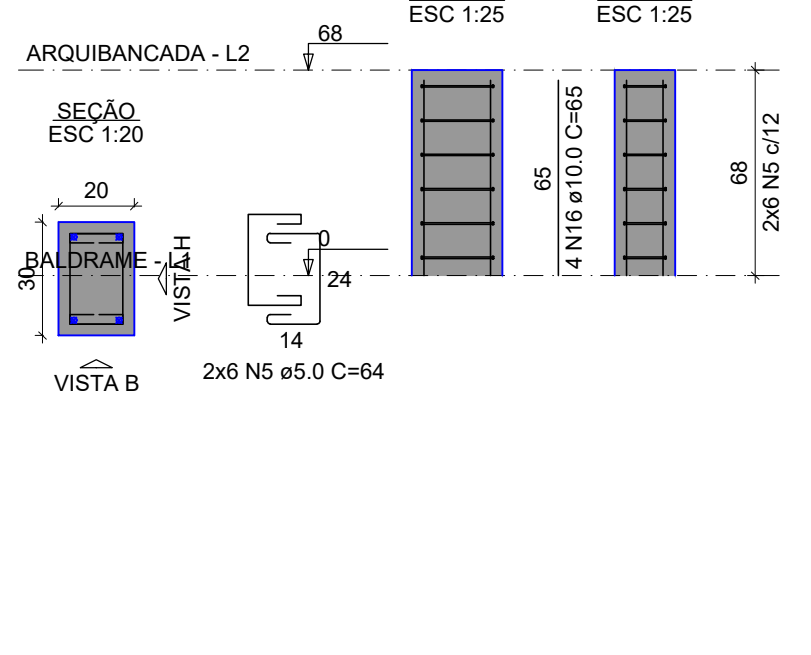 ESC 1:25
ESC 1:25
68
ARQUIBANCADA - L2
SEÇÃO
ESC 1:20
20
30
BALDRAME - L1
VISTA H
VISTA B
0
24
14
2x6 N5 ø5.0 C=64
65
4 N16 ø10.0 C=65
68
2x6 N5 c/12